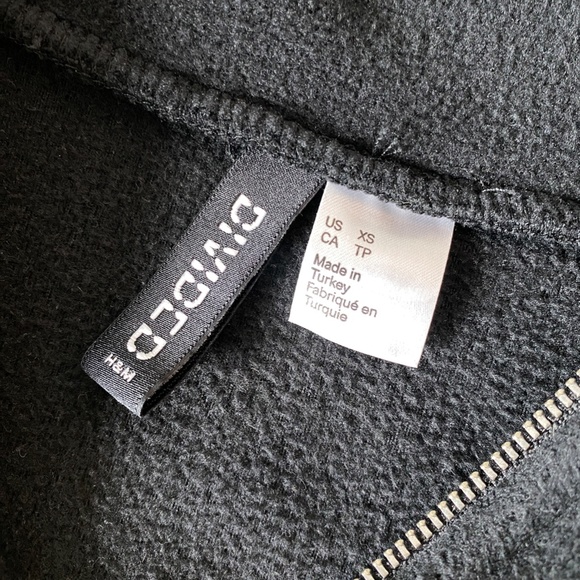 DIVIDED
H&M
US XS
CA TP
Made in
Turkey
Fabriqué en
Turquie